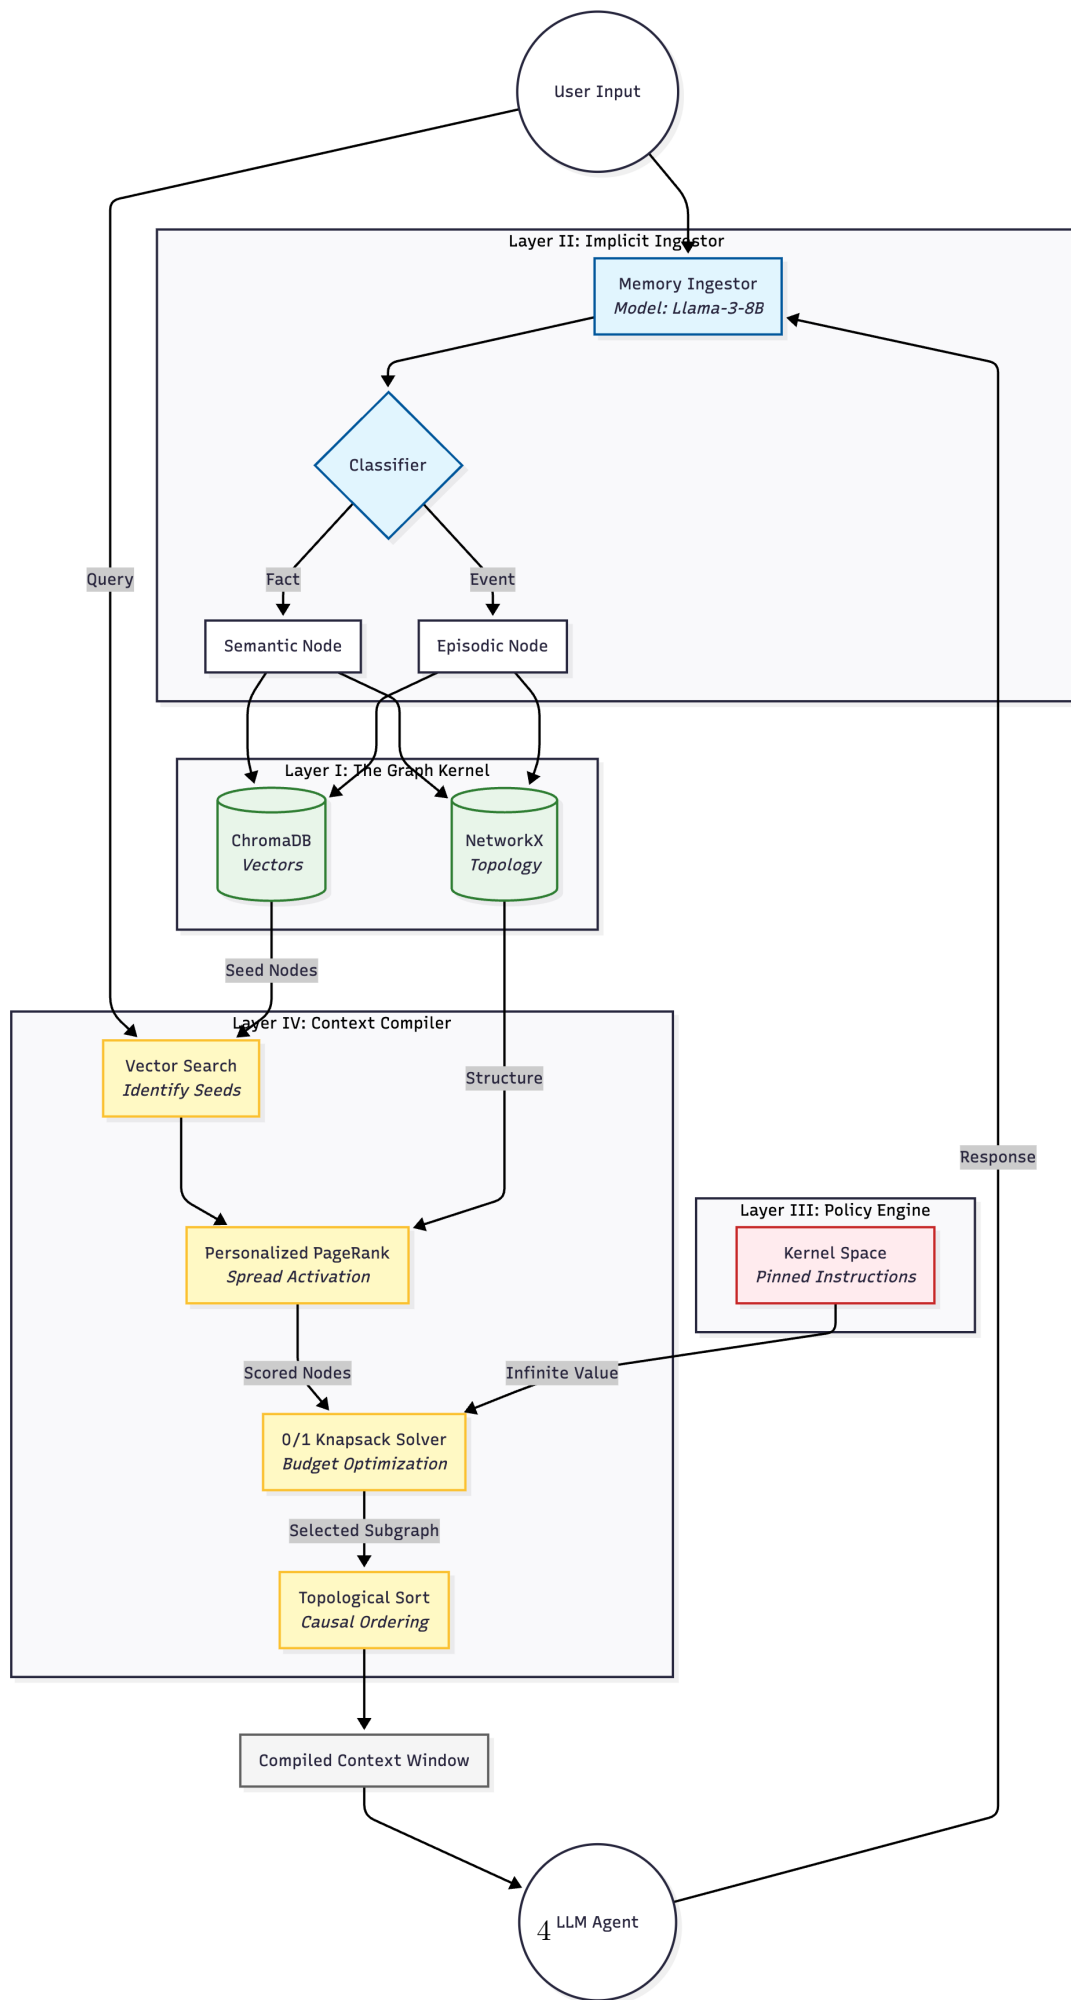 User Input
Layer II: Implicit Ingestor
Memory Ingestor
Model: Llama-3-8B
Classifier
Query
Fact
Event
Semantic Node
Episodic Node
Layer I: The Graph Kernel
ChromaDB
Vectors
NetworkX
Topology
Seed Nodes
Layer IV: Context Compiler
Vector Search
Identify Seeds
Structure
Response
Layer III: Policy Engine
Kernel Space
Pinned Instructions
Personalized PageRank
Spread Activation
Scored Nodes
Infinite Value
0/1 Knapsack Solver
Budget Optimization
Selected Subgraph
Topological Sort
Causal Ordering
Compiled Context Window
4
LLM Agent